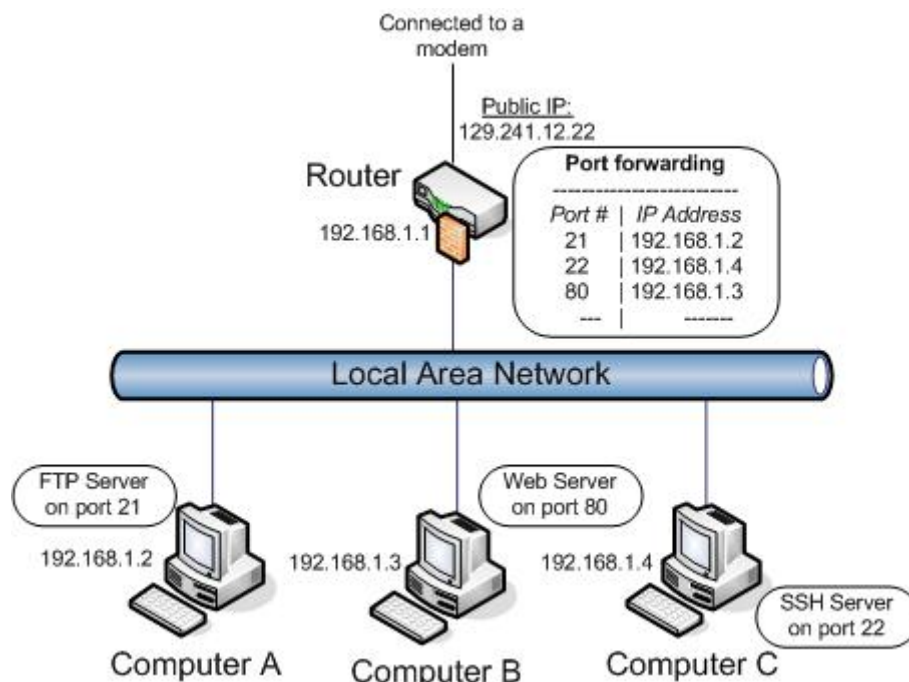 Connected to a
modem
Public IP:
129.241.12.22
Router
192.168.1.1
Port forwarding
--------------------------
Port # | IP Address
21 | 192.168.1.2
22 | 192.168.1.4
80 | 192.168.1.3
--- | -------
Local Area Network
FTP Server
on port 21
192.168.1.2
Computer A
Web Server
on port 80
192.168.1.3
Computer B
192.168.1.4
SSH Server
on port 22
Computer C